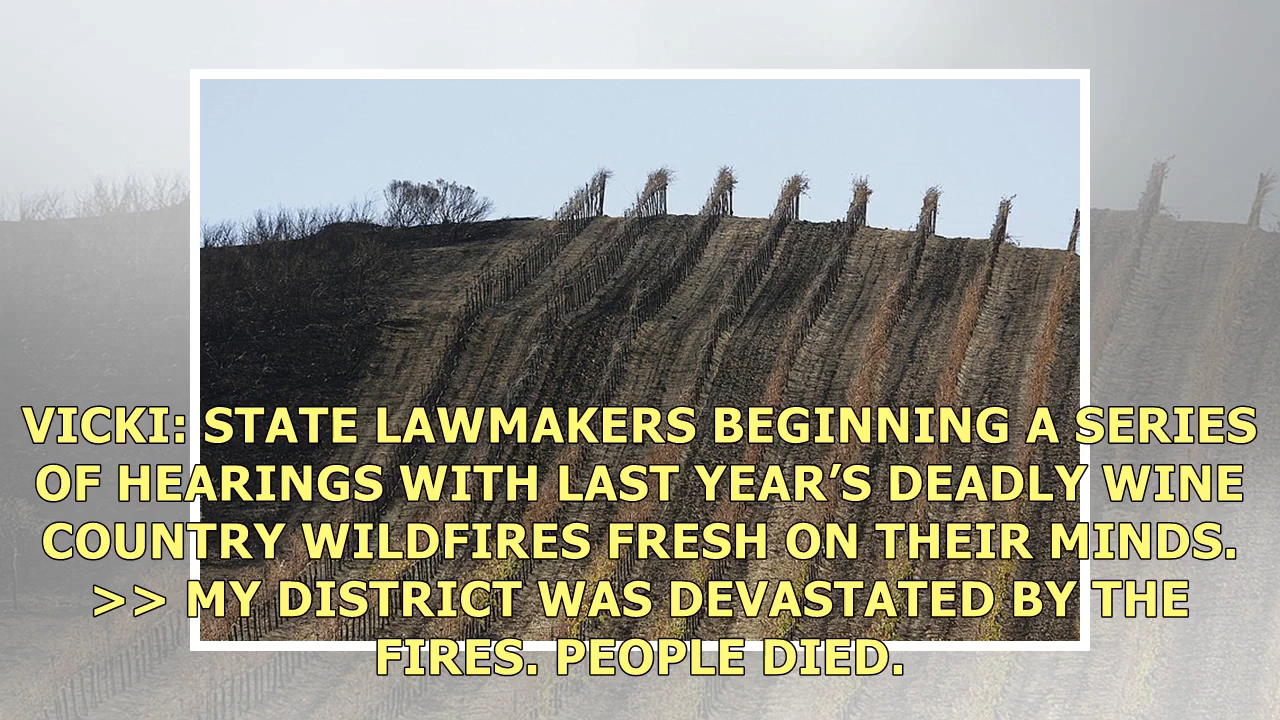 VICKI: STATE LAWMAKERS BEGINNING A SERIES
OF HEARINGS WITH LAST YEAR’S DEADLY WINE
COUNTRY WILDFIRES FRESH ON THEIR MINDS.
>> MY DISTRICT WAS DEVASTATED BY THE
FIRES. PEOPLE DIED.